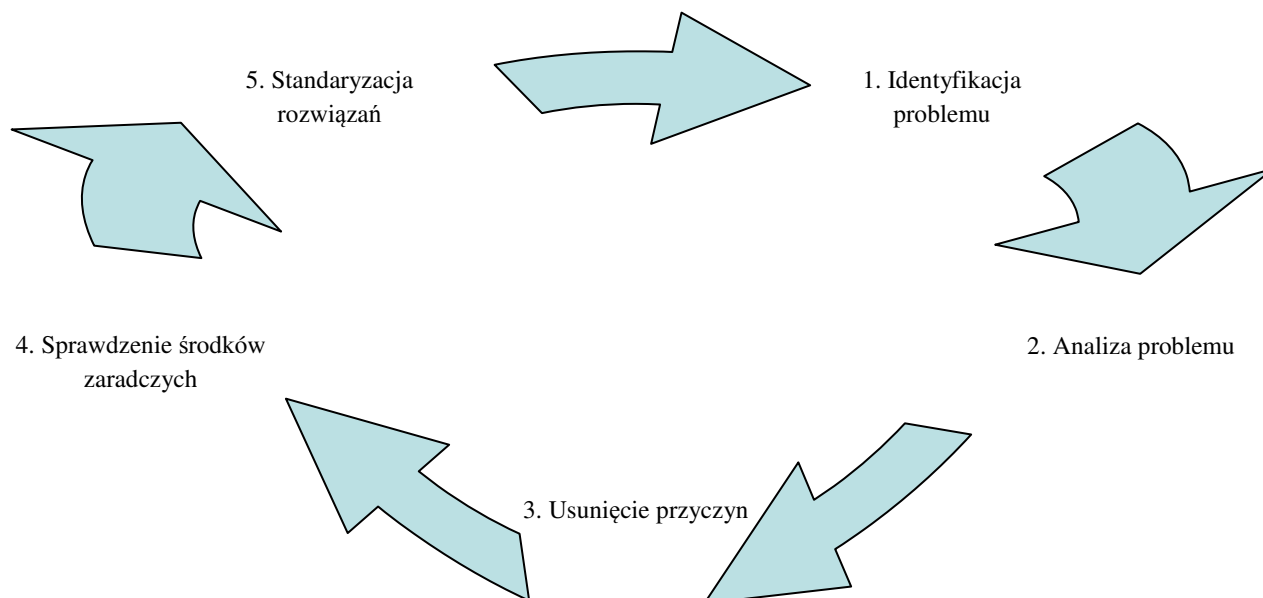 5. Standaryzacja
rozwiązań
1. Identyfikacja
problemu
4. Sprawdzenie środków
zaradczych
2. Analiza problemu
3. Usunięcie przyczyn